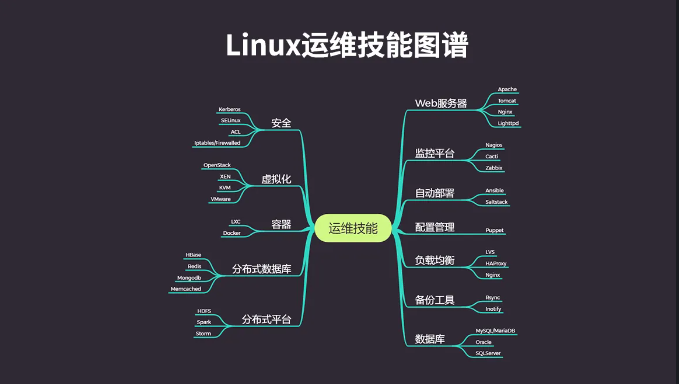 Linux运维技能图谱
运维技能
安全
Kerberos
SELinux
ACL
Iptables/Firewalled
虚拟化
OpenStack
XEN
KVM
VMware
容器
LXC
Docker
分布式数据库
HBase
Redis
Mongodb
Memcached
分布式平台
HDFS
Spark
Storm
Web服务器
Apache
Tomcat
Nginx
Lighttpd
监控平台
Nagios
Cacti
Zabbix
自动部署
Ansible
Saltstack
配置管理
Puppet
负载均衡
LVS
HAProxy
Nginx
备份工具
Rsync
Inotify
数据库
MySQL/MariaDB
Oracle
SQLServer